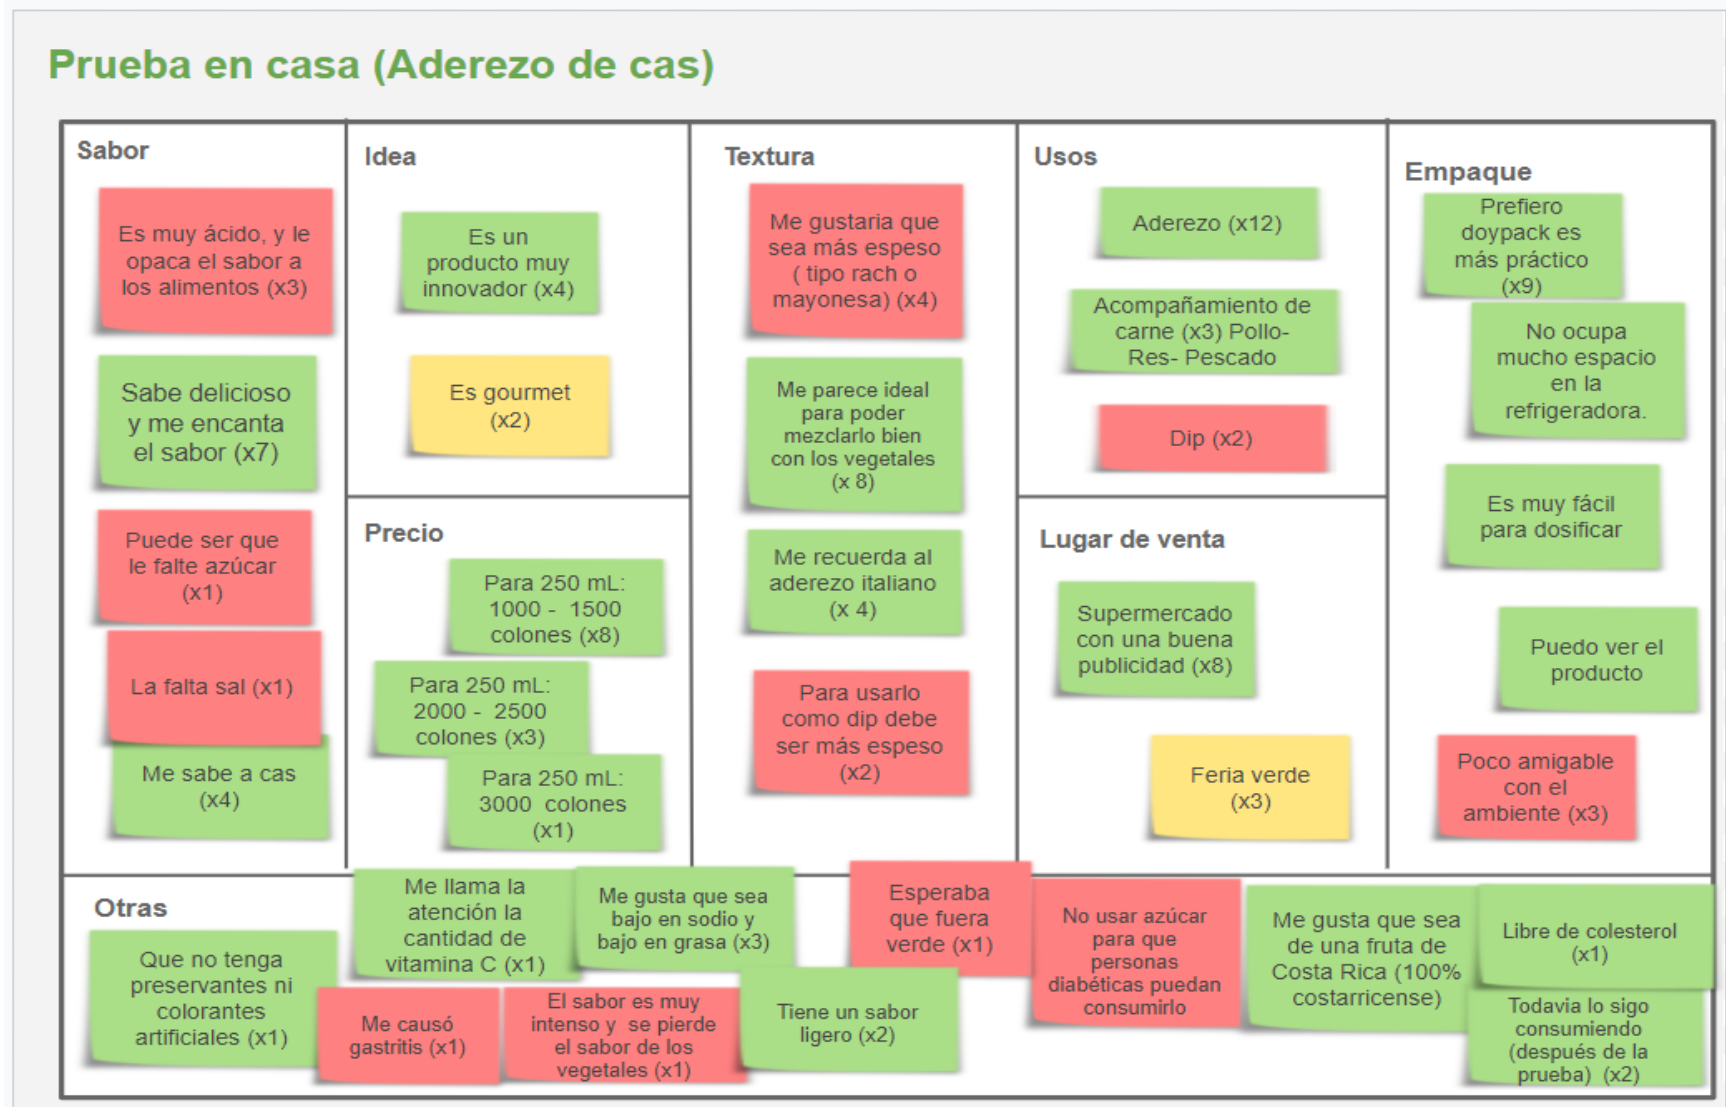 Prueba en casa (Aderezo de cas)
Sabor
Es muy ácido, y le
opaca el sabor a
los alimentos (x3)
Sabe delicioso
y me encanta
el sabor (x7)
Puede ser que
le falte azúcar
(x1)
La falta sal (x1)
Me sabe a cas
(x4)
Idea
Es un
producto muy
innovador (x4)
Es gourmet
(x2)
Precio
Para 250 mL:
1000 - 1500
colones (x8)
Para 250 mL:
2000 - 2500
colones (x3)
Para 250 mL:
3000 colones
(x1)
Textura
Me gustaria que
sea más espeso
( tipo rach o
mayonesa) (x4)
Me parece ideal
para poder
mezclarlo bien
con los vegetales
(x 8)
Me recuerda al
aderezo italiano
(x 4)
Para usarlo
como dip debe
ser más espeso
(x2)
Usos
Aderezo (x12)
Acompañamiento de
carne (x3) Pollo-
Res- Pescado
Dip (x2)
Lugar de venta
Supermercado
con una buena
publicidad (x8)
Feria verde
(x3)
Empaque
Prefiero
doypack es
más práctico
(x9)
No ocupa
mucho espacio
en la
refrigeradora.
Es muy fácil
para dosificar
Puedo ver el
producto
Poco amigable
con el
ambiente (x3)
Otras
Que no tenga
preservantes ni
colorantes
artificiales (x1)
Me llama la
atención la
cantidad de
vitamina C (x1)
Me causó
gastritis (x1)
Me gusta que sea
bajo en sodio y
bajo en grasa (x3)
El sabor es muy
intenso y se pierde
el sabor de los
vegetales (x1)
Tiene un sabor
ligero (x2)
Esperaba
que fuera
verde (x1)
No usar azúcar
para que
personas
diabéticas puedan
consumirlo
Me gusta que sea
de una fruta de
Costa Rica (100%
costarricense)
Libre de colesterol
(x1)
Todavia lo sigo
consumiendo
(después de la
prueba) (x2)